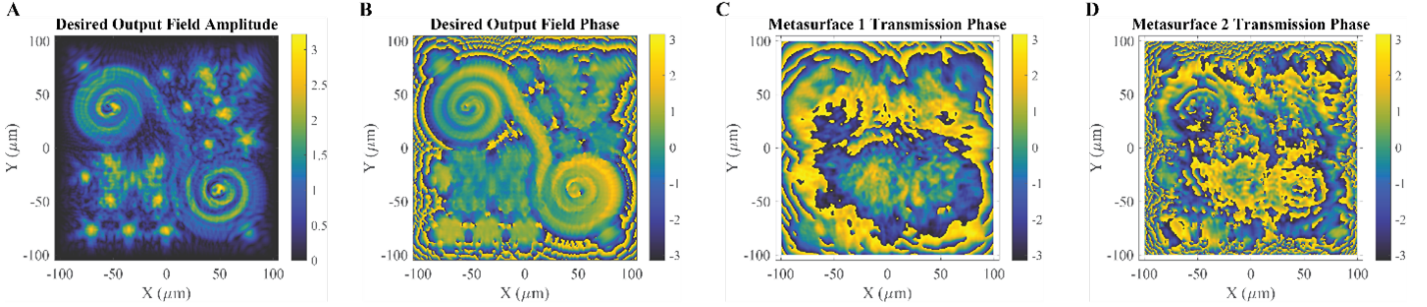 A
Desired Output Field Amplitude
100
50
0
-50
-100
Y (μm)
-100 -50 0 50 100
X (μm)
3
2.5
2
1.5
1
0.5
0
B
Desired Output Field Phase
100
50
0
-50
-100
Y (μm)
-100 -50 0 50 100
X (μm)
3
2
1
0
-1
-2
-3
C
Metasurface 1 Transmission Phase
100
50
0
-50
-100
Y (μm)
-100 -50 0 50 100
X (μm)
3
2
1
0
-1
-2
-3
D
Metasurface 2 Transmission Phase
100
50
0
-50
-100
Y (μm)
-100 -50 0 50 100
X (μm)
3
2
1
0
-1
-2
-3